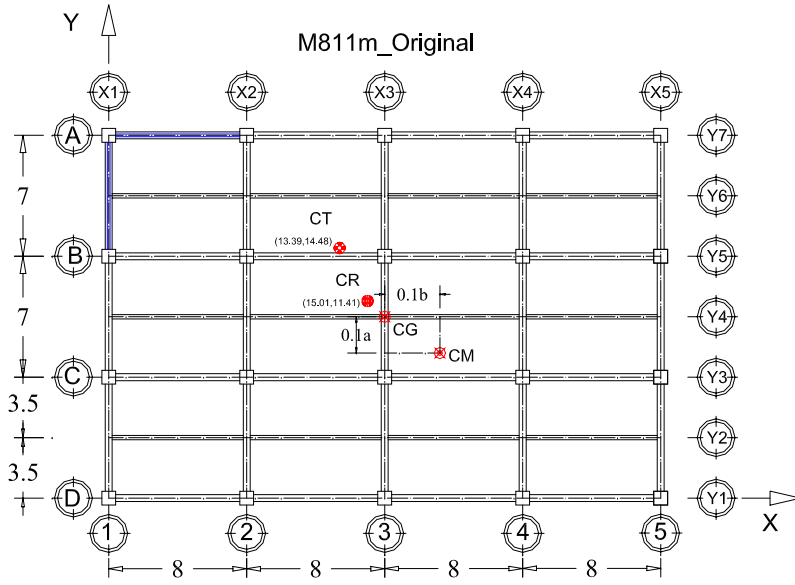 Y
M811m_Original
X1 X2 X3 X4 X5
A Y7
7
Y6
CT
(13.39,14.48)
B Y5
CR
0.1b
(15.01,11.41)
7
Y4
0.1a CG
CM
C Y3
3.5
Y2
3.5
D Y1
X
1 2 3 4 5
8 8 8 8